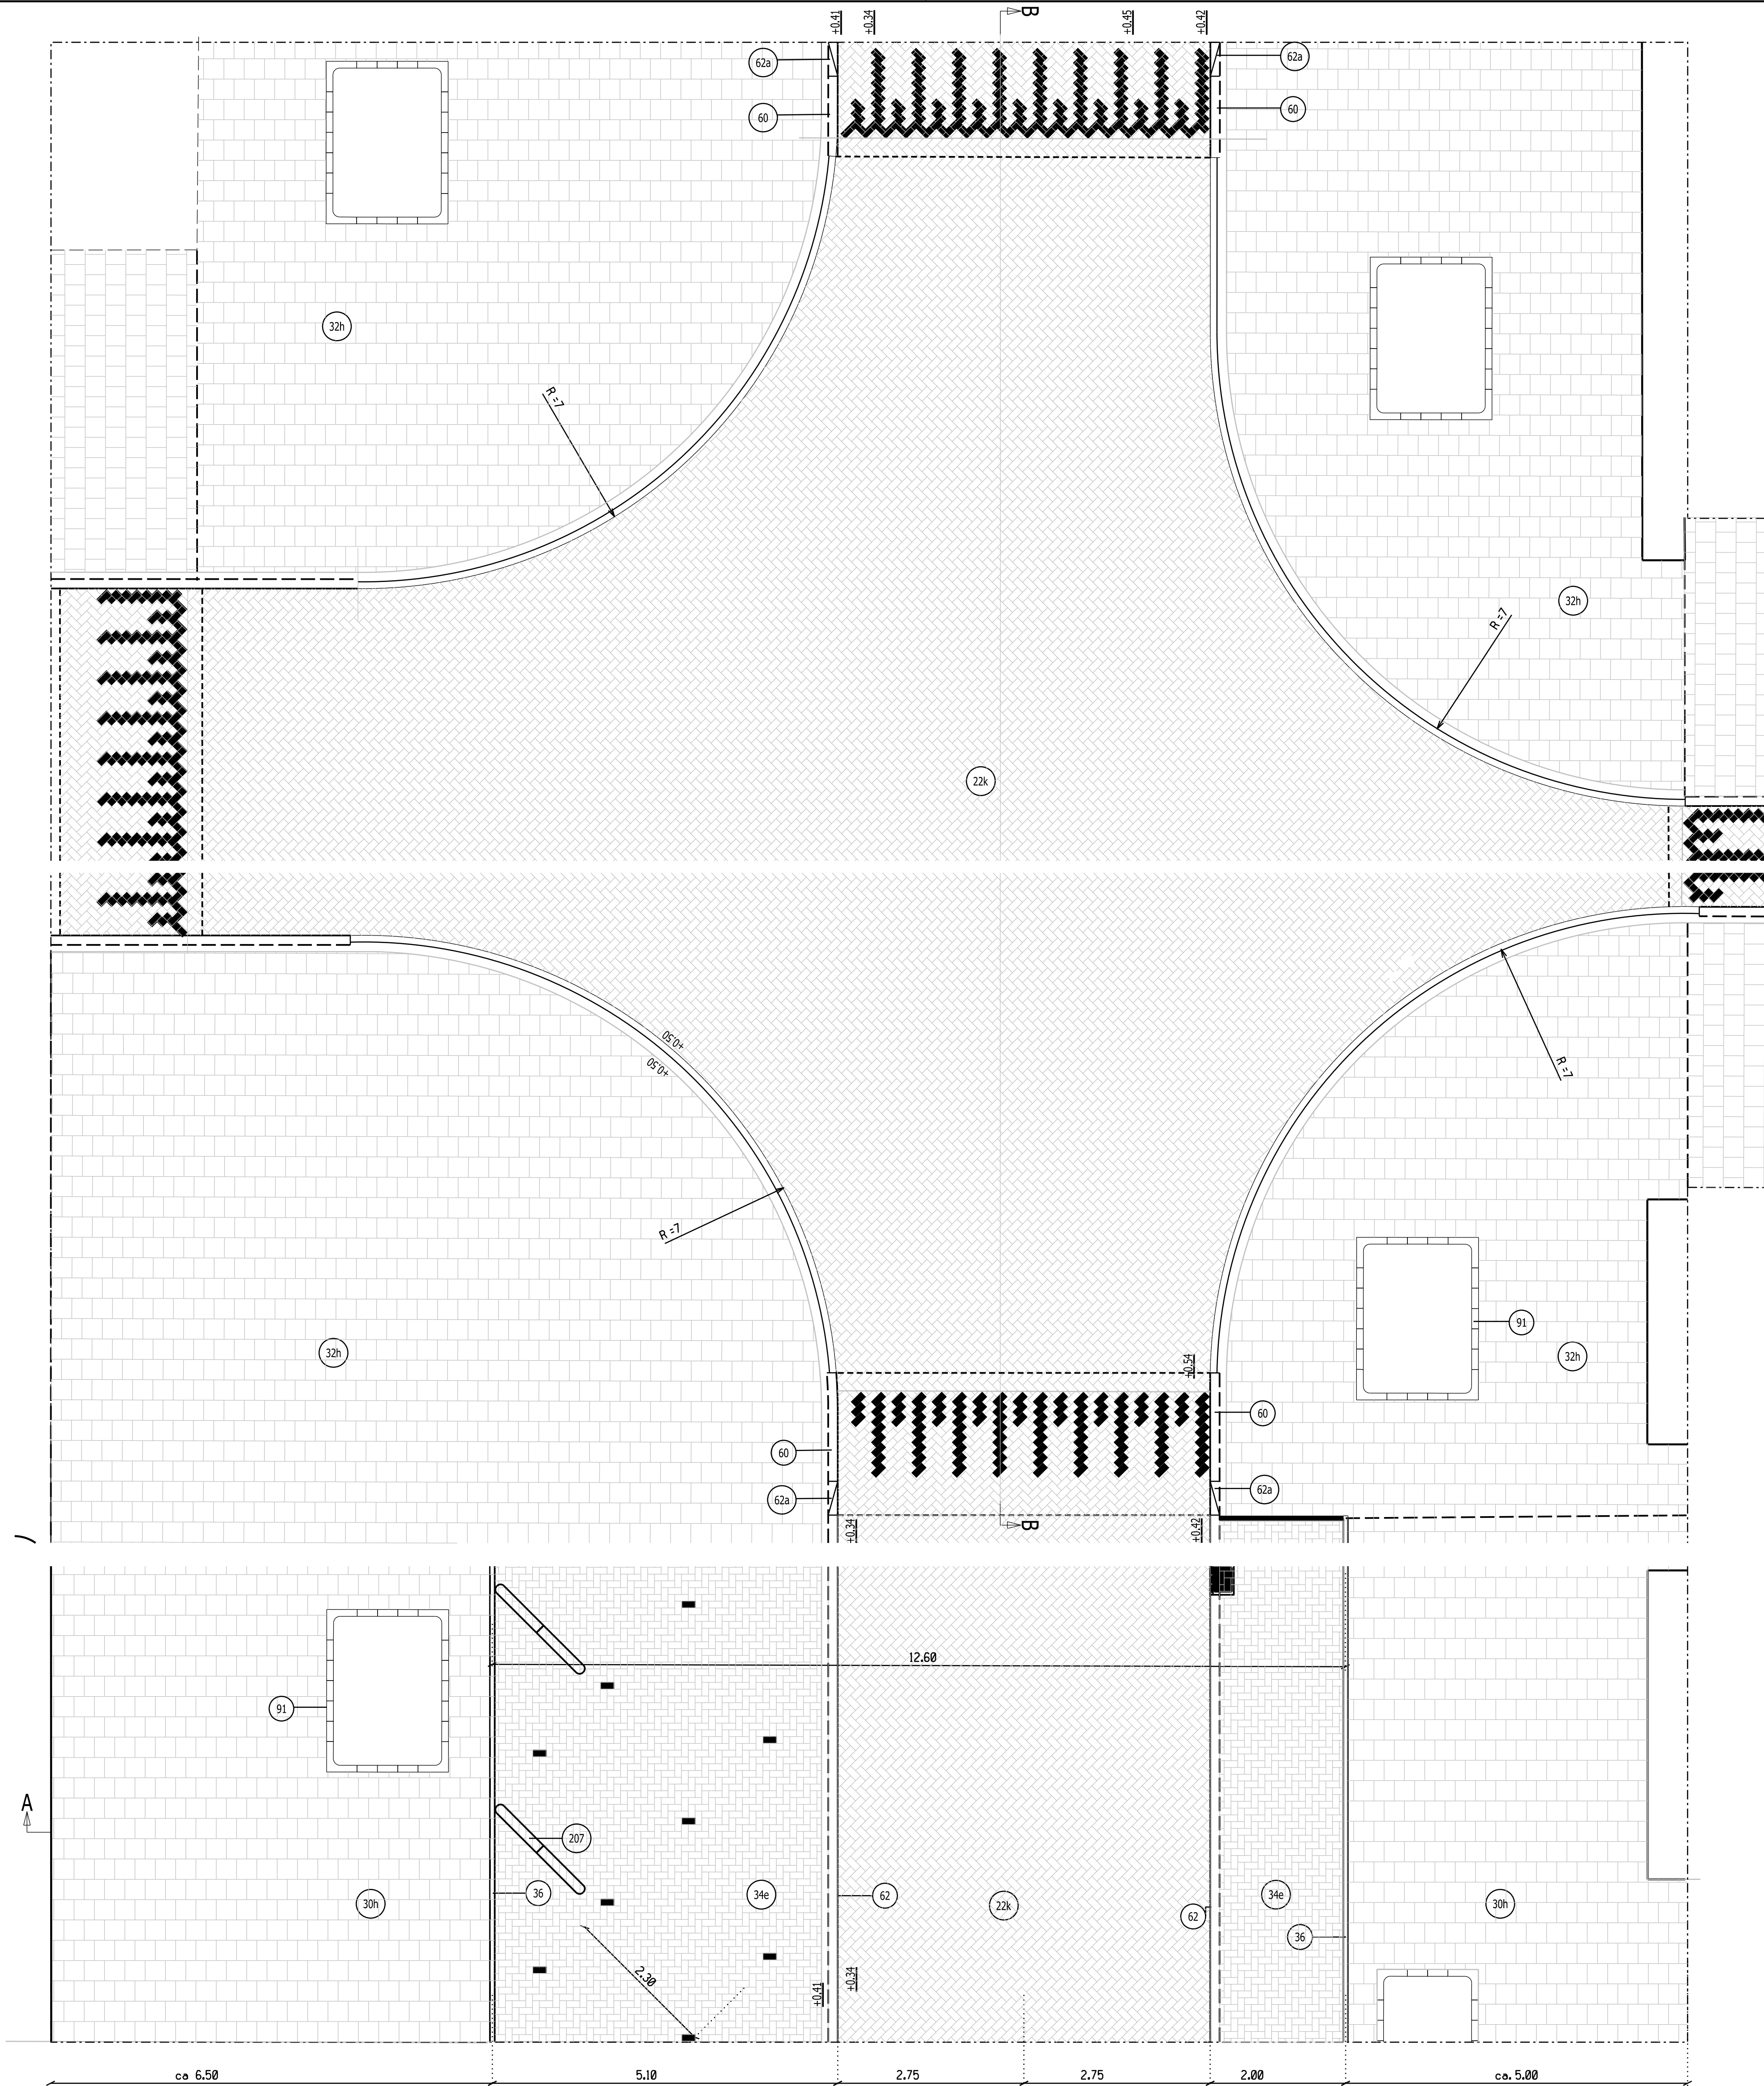 +0.41
+0.34
B
+0.45
+0.42
62a
62a
60
60
32h
R =7
32h
R =7
22k
+0.50
+0.50
R =7
R =7
32h
91
32h
+0.54
60
60
62a
62a
+0.34
B
+0.42
12.60
91
A
207
36
34e
62
34e
30h
22k
62
30h
36
2.30
+0.41
+0.34
ca 6.50
5.10
2.75
2.75
2.00
ca. 5.00